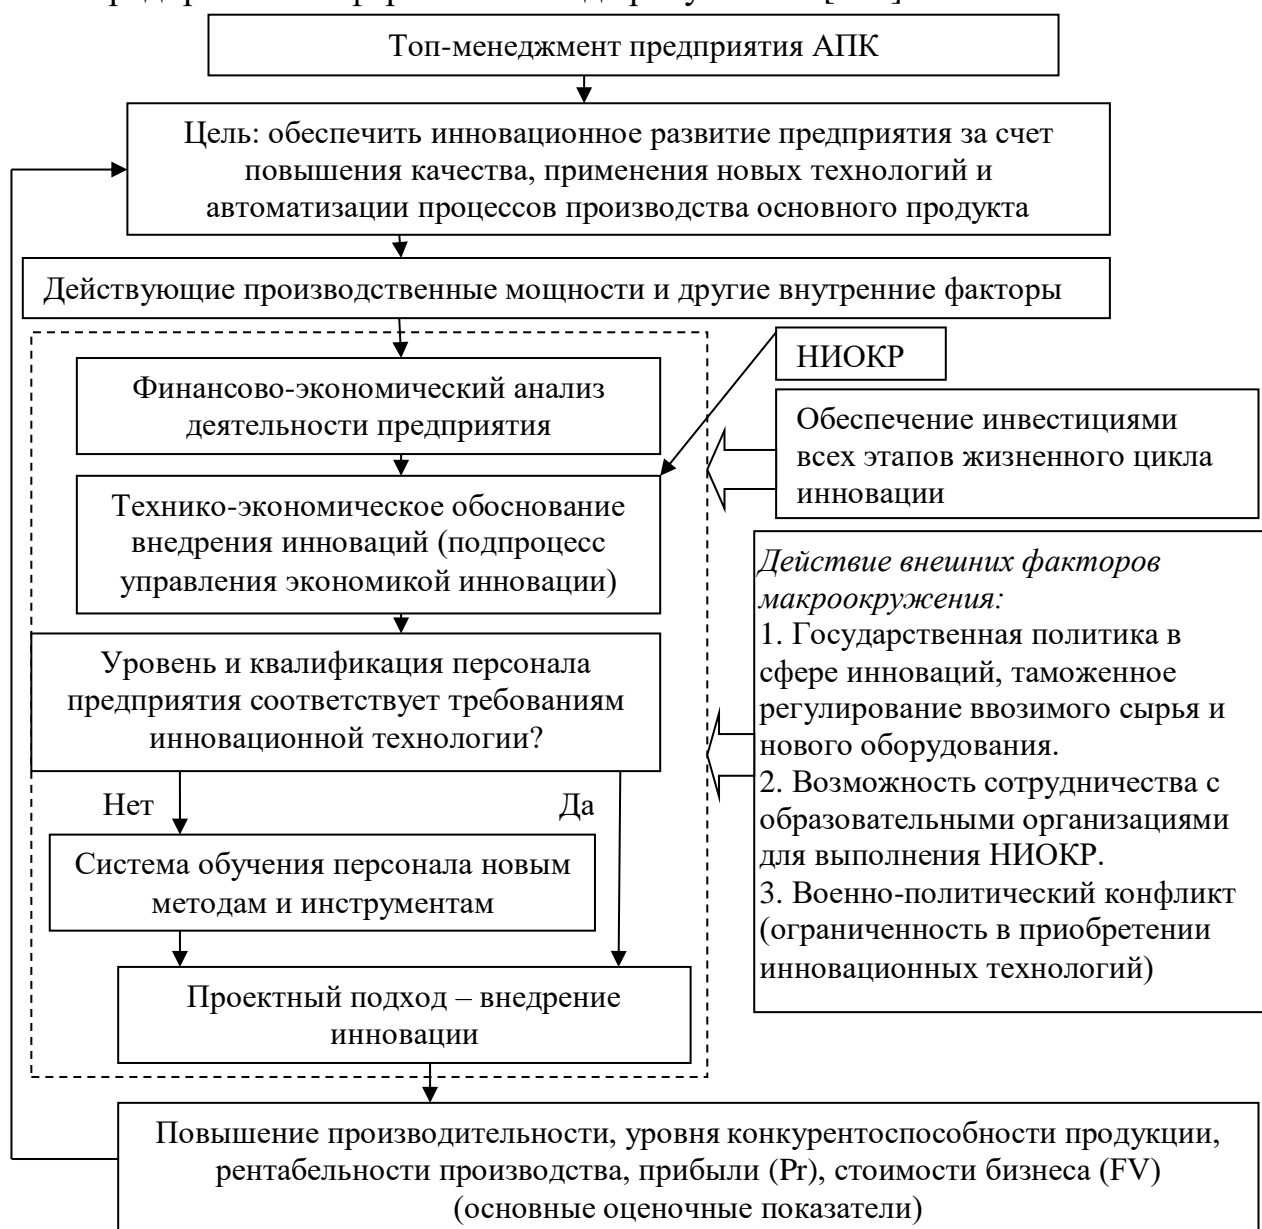 Топ-менеджмент предприятия АПК
Цель: обеспечить инновационное развитие предприятия за счет
повышения качества, применения новых технологий и
автоматизации процессов производства основного продукта
Действующие производственные мощности и другие внутренние факторы
НИОКР
Финансово-экономический анализ
деятельности предприятия
Обеспечение инвестициями
всех этапов жизненного цикла
инновации
Технико-экономическое обоснование
внедрения инноваций (подпроцесс
управления экономикой инновации)
Действие внешних факторов
макроокружения:
1. Государственная политика в
сфере инноваций, таможенное
регулирование ввозимого сырья и
нового оборудования.
2. Возможность сотрудничества с
образовательными организациями
для выполнения НИОКР.
3. Военно-политический конфликт
(ограниченность в приобретении
инновационных технологий)
Уровень и квалификация персонала
предприятия соответствует требованиям
инновационной технологии?
Нет
Да
Система обучения персонала новым
методам и инструментам
Проектный подход – внедрение
инновации
Повышение производительности, уровня конкурентоспособности продукции,
рентабельности производства, прибыли (Pr), стоимости бизнеса (FV)
(основные оценочные показатели)